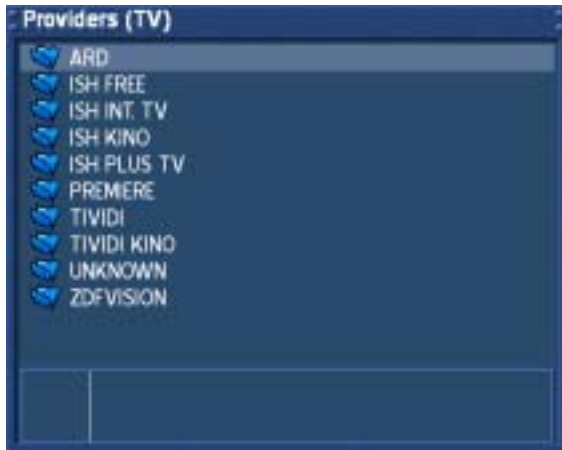 Providers (TV)
ARD
ISH FREE
ISH INT. TV
ISH KINO
ISH PLUS TV
PREMIERE
TIVIDI
TIVIDI KINO
UNKNOWN
ZDFVISION